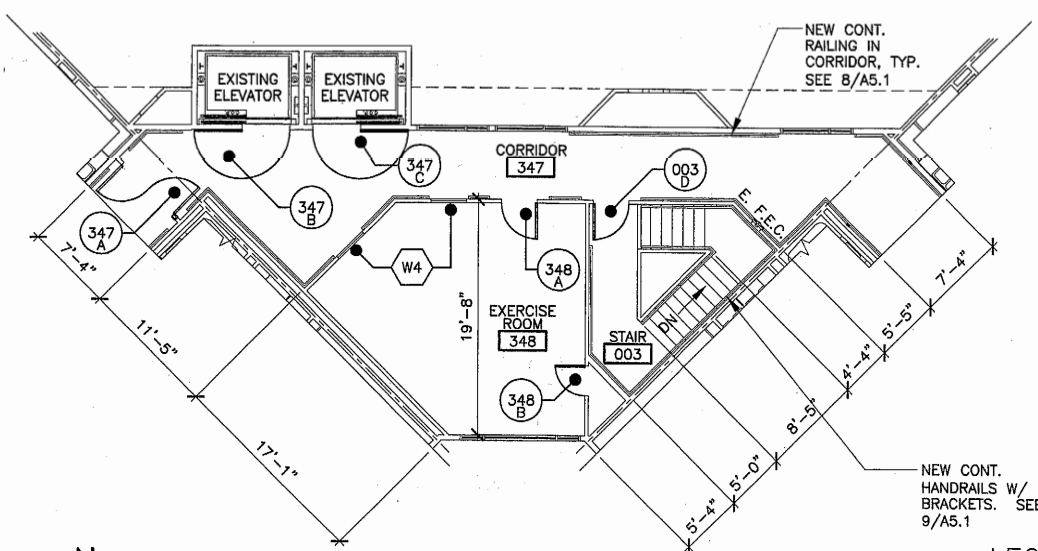 NEW CONT.
RAILING IN
CORRIDOR, TYP.
SEE 8/A5.1
EXISTING
ELEVATOR
EXISTING
ELEVATOR
CORRIDOR
347
347
C
003
D
347
B
347
A
E. F.E.C.
W4
348
A
7'-4"
7'-4"
EXERCISE
ROOM
348
19'-8"
DN
STAIR
003
11'-5"
5'-5"
4'-4"
348
B
8'-5"
17'-1"
5'-0"
5'-4"
NEW CONT.
HANDRAILS W/
BRACKETS. SEE
9/A5.1